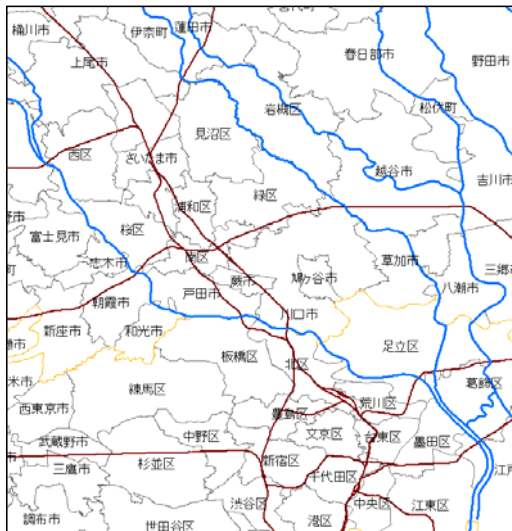 桶川市
伊奈町
蓮田市
春日部市
野田市
上尾市
岩槻区
松伏町
見沼区
西区
さいたま市
越谷市
吉川市
浦和区
緑区
桜区
富士見市
志木市
南区
蕨市
鳩ヶ谷市
草加市
三郷
八潮市
朝霞市
戸田市
川口市
新座市
和光市
足立区
板橋区
北区
葛飾区
米市
練馬区
西東京市
荒川区
豊島区
文京区
台東区
墨田区
武蔵野市
中野区
三鷹市
杉並区
新宿区
千代田区
江戸
渋谷区
中央区
江東区
調布市
世田谷区
港区